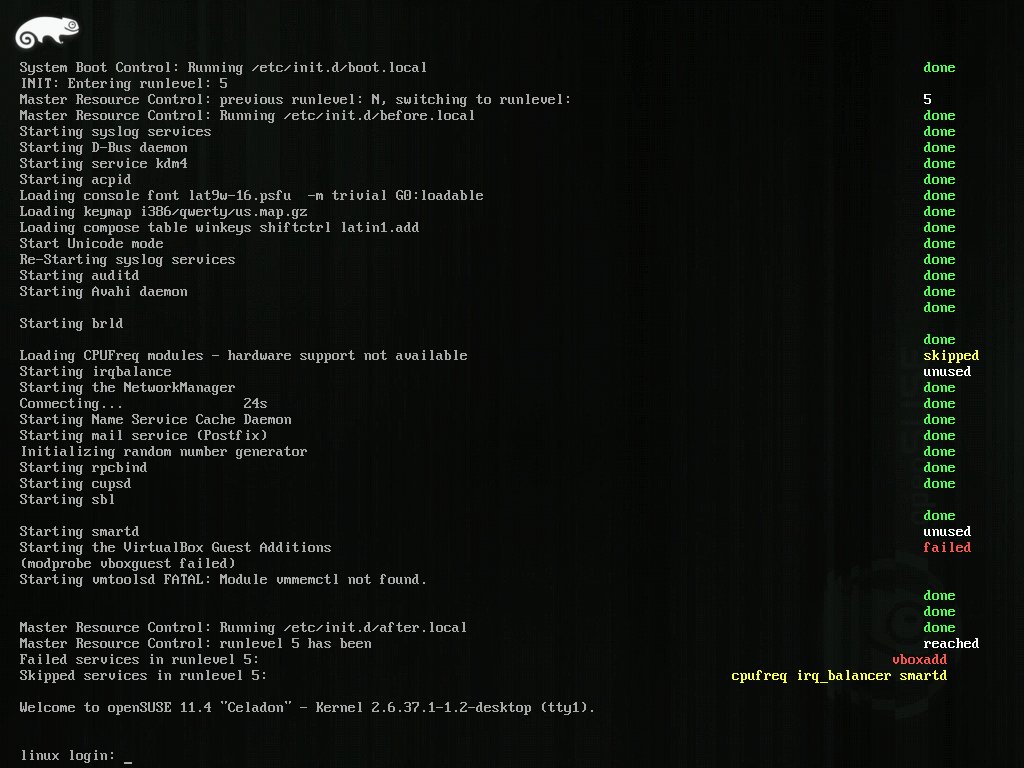 System Boot Control: Running /etc/init.d/boot.local done
INIT: Entering runlevel: 5
Master Resource Control: previous runlevel: N, switching to runlevel: 5
Master Resource Control: Running /etc/init.d/before.local done
Starting syslog services done
Starting D-Bus daemon done
Starting service kdm4 done
Starting acpid done
Loading console font lat9w-16.psfu  -m trivial G0:loadable done
Loading keymap i386/qwerty/us.map.gz done
Loading compose table winkeys shiftctrl latin1.add done
Start Unicode mode done
Re-Starting syslog services done
Starting auditd done
Starting Avahi daemon done
done
Starting brld
done
Loading CPUFreq modules - hardware support not available skipped
Starting irqbalance unused
Starting the NetworkManager done
Connecting... 24s done
Starting Name Service Cache Daemon done
Starting mail service (Postfix) done
Initializing random number generator done
Starting rpcbind done
Starting cupsd done
Starting sbl
done
Starting smartd unused
Starting the VirtualBox Guest Additions failed
(modprobe vboxguest failed)
Starting vmtoolsd FATAL: Module vmmemctl not found.
done
done
Master Resource Control: Running /etc/init.d/after.local done
Master Resource Control: runlevel 5 has been reached
Failed services in runlevel 5: vboxadd
Skipped services in runlevel 5: cpufreq irq_balancer smartd
Welcome to openSUSE 11.4 "Celadon" - Kernel 2.6.37.1-1.2-desktop (tty1).
linux login: _